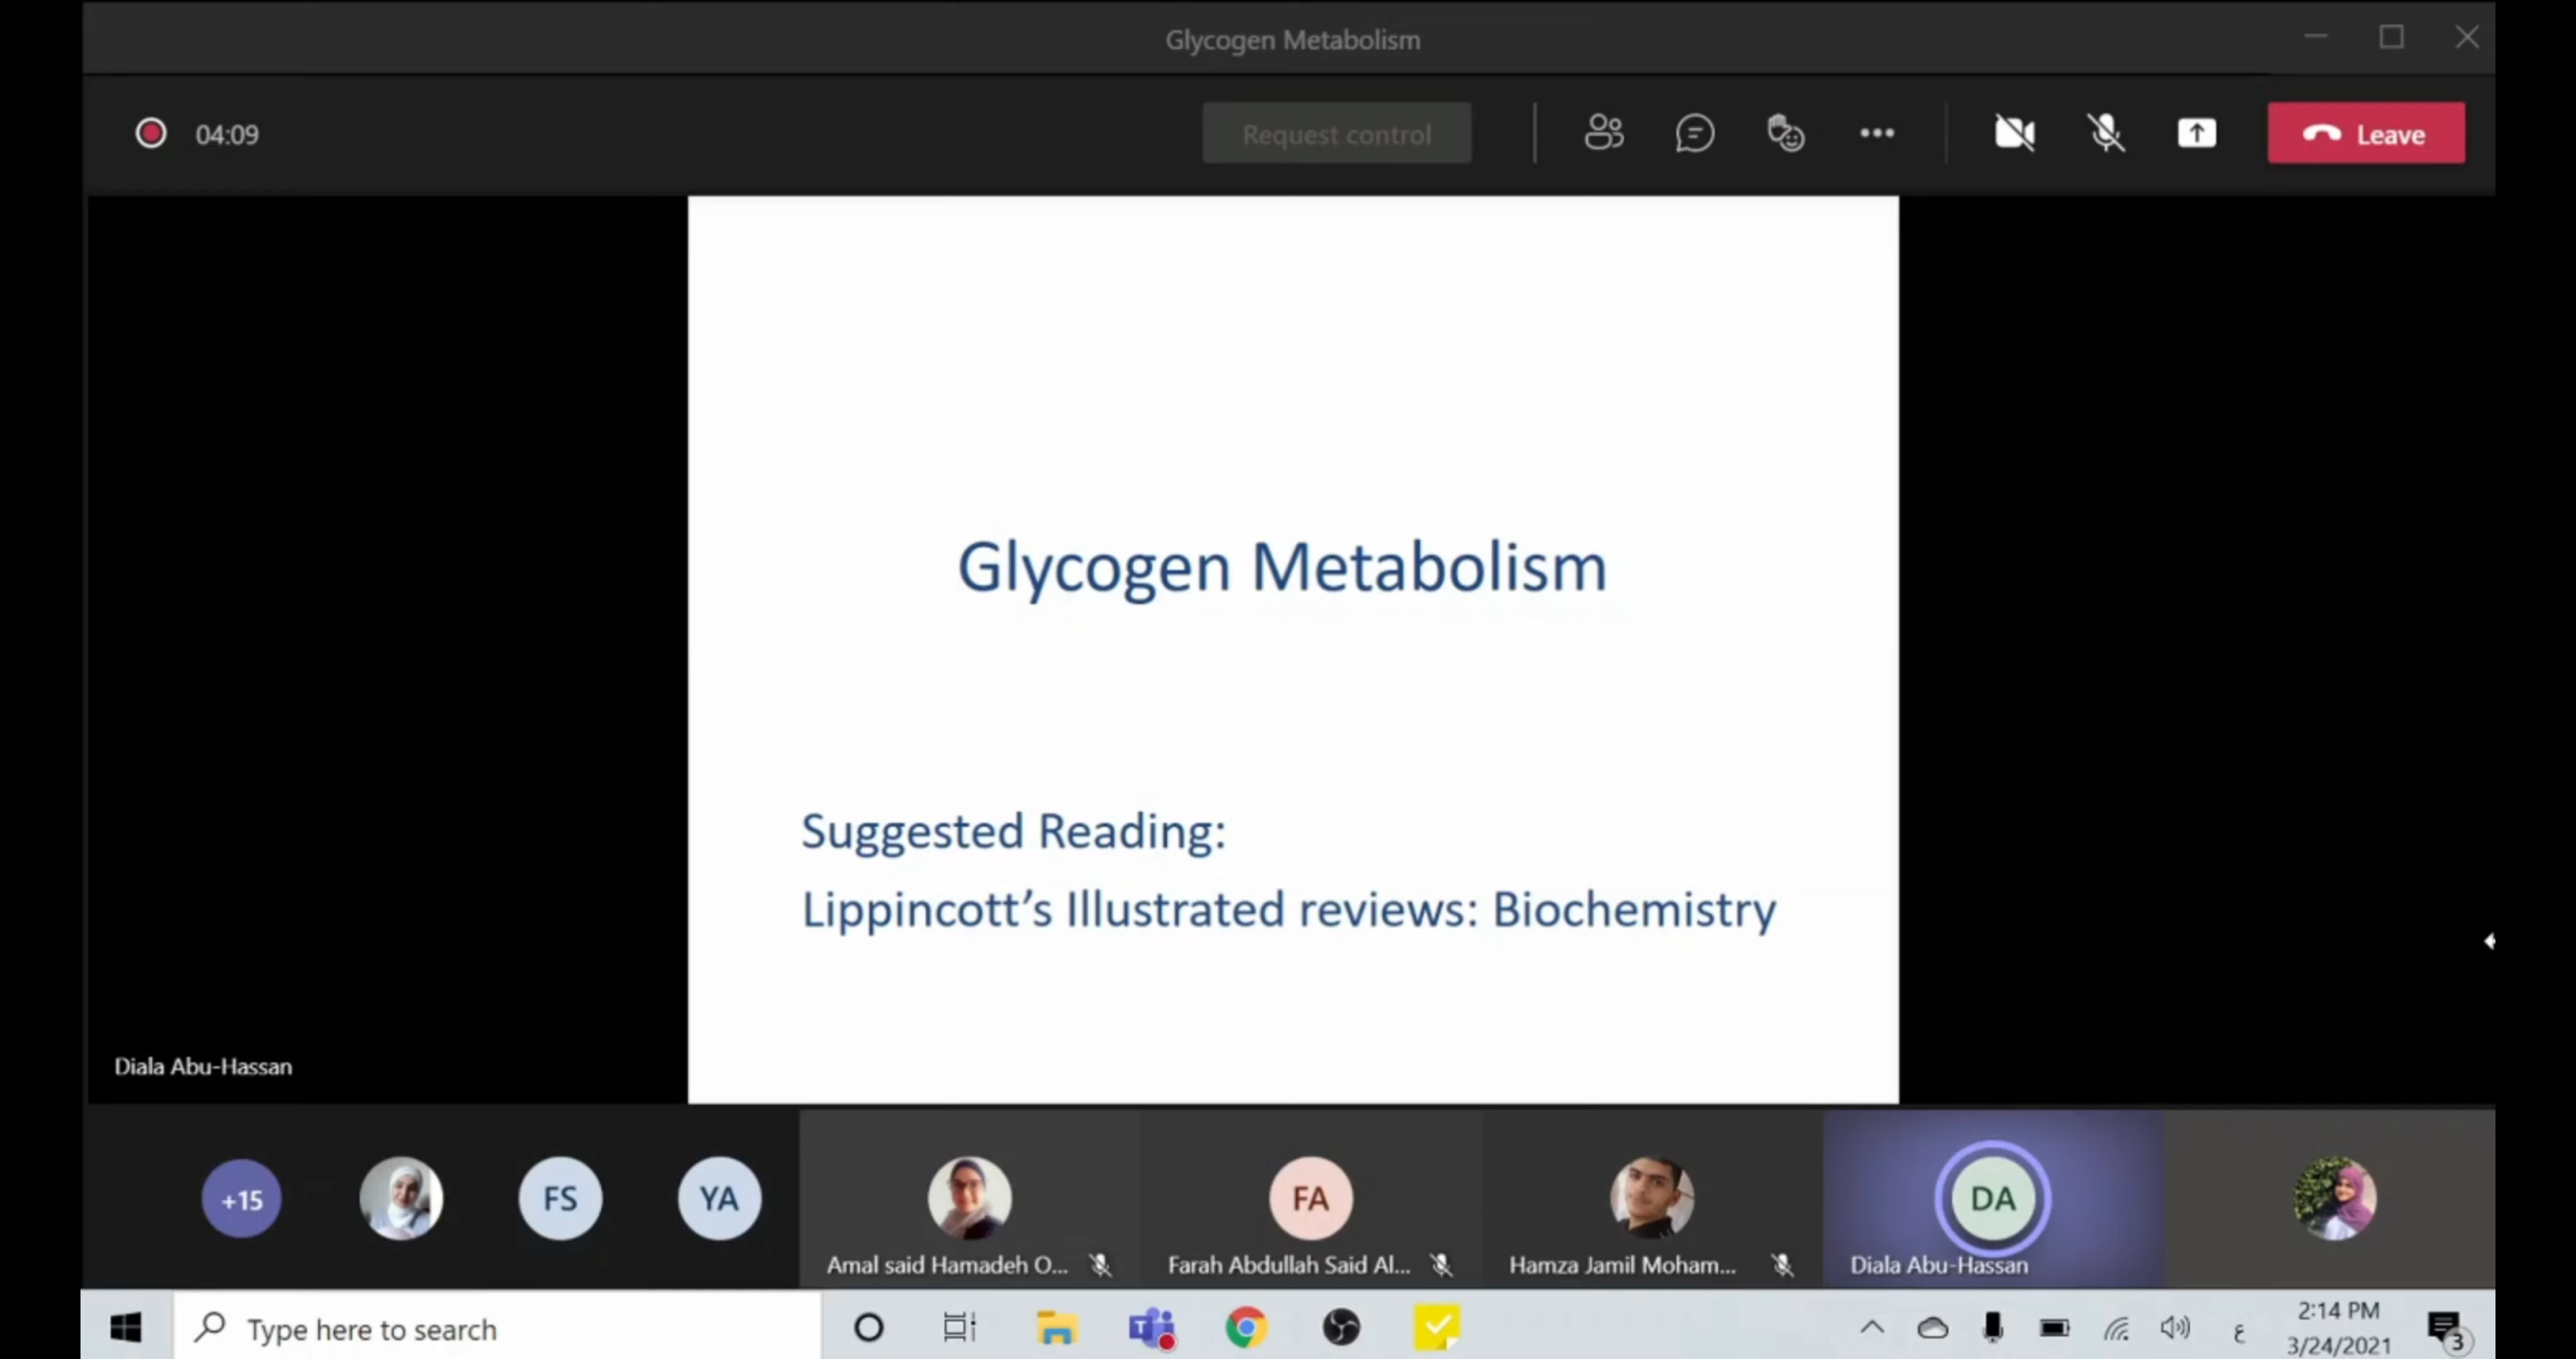 Glycogen Metabolism
04:09
Request control
Leave
Glycogen Metabolism
Suggested Reading:
Lippincott’s Illustrated reviews: Biochemistry
Diala Abu-Hassan
+15
FS
YA
FA
DA
Amal said Hamadeh O...
Farah Abdullah Said Al...
Hamza Jamil Moham...
Diala Abu-Hassan
Type here to search
ع
2:14 PM
3/24/2021
3